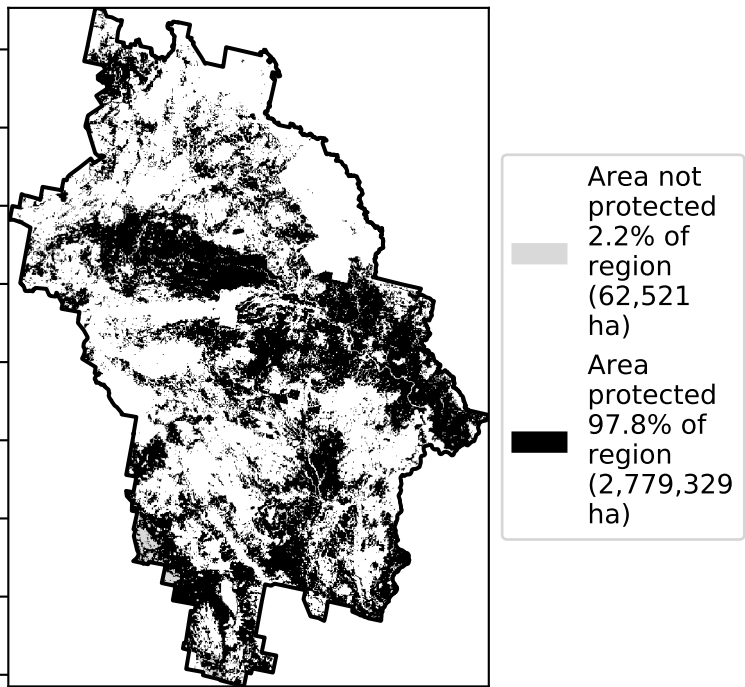 Area not
protected
2.2% of
region
(62,521
ha)
Area
protected
97.8% of
region
(2,779,329
ha)